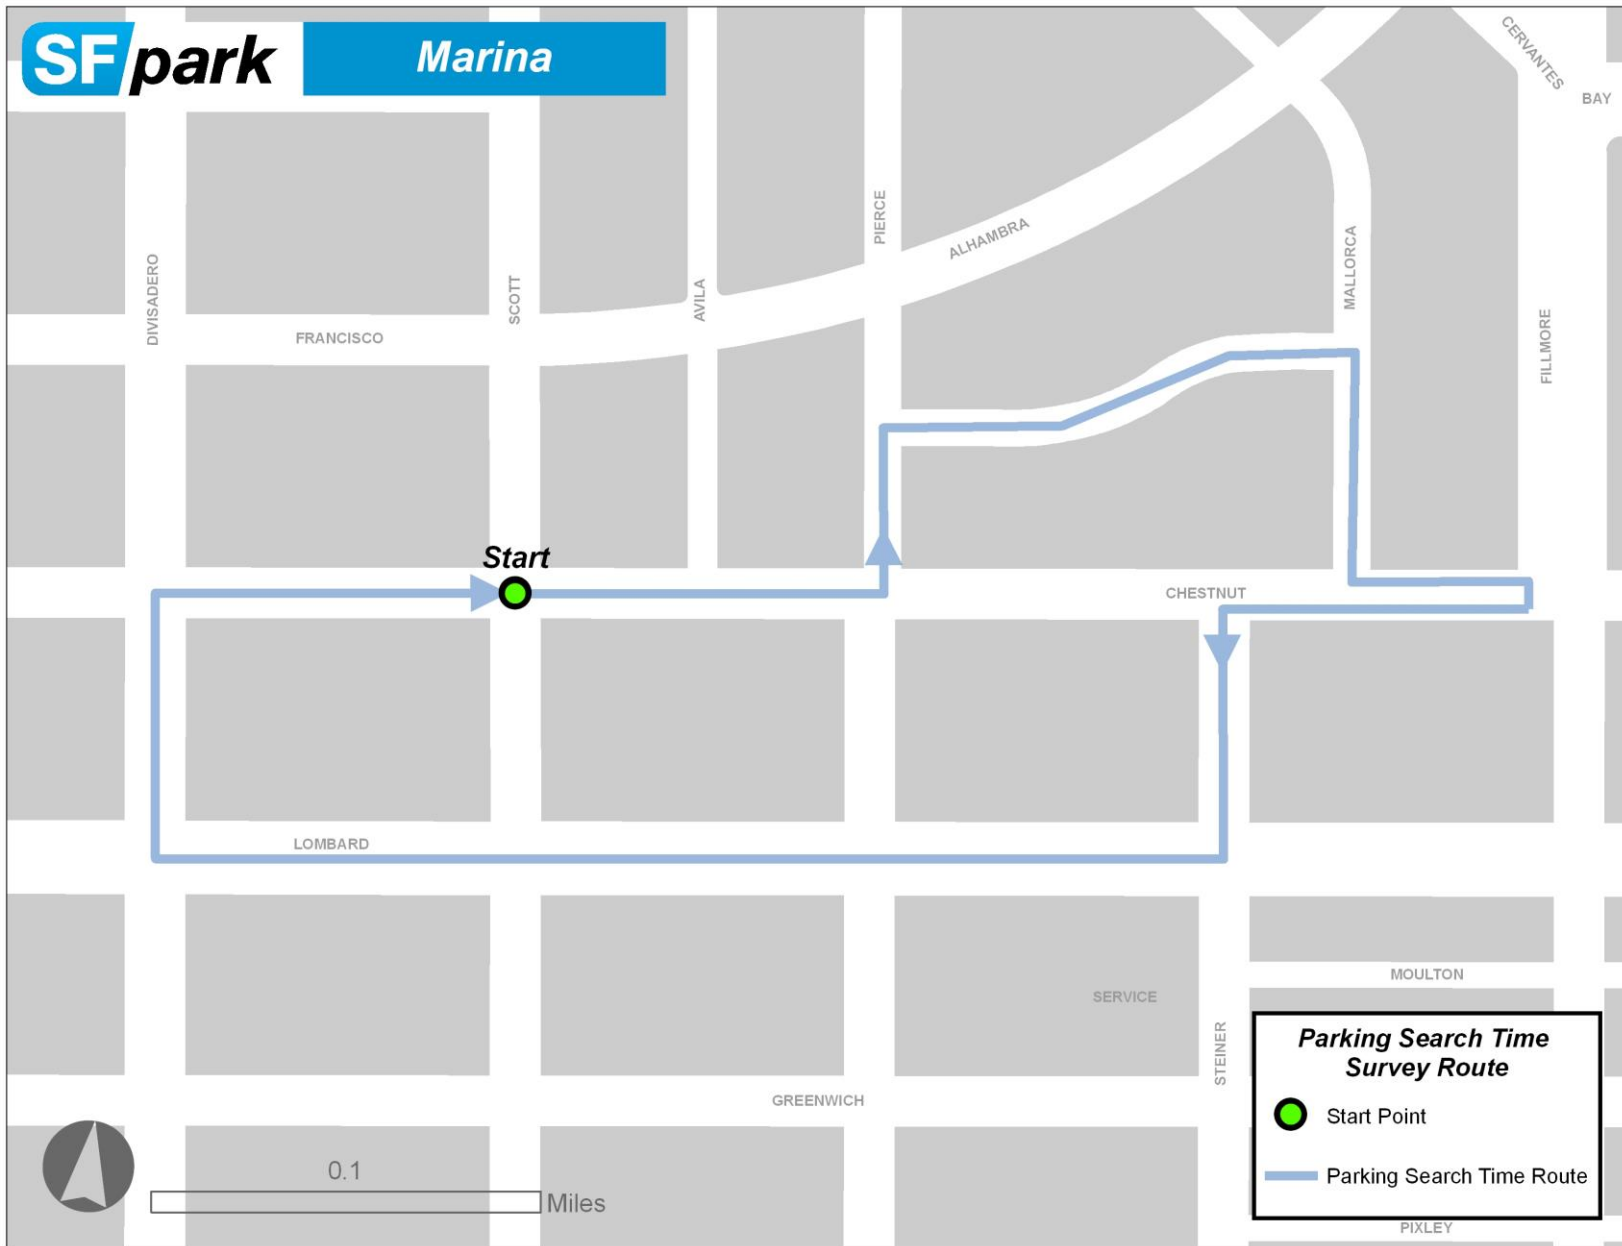 SFpark
Marina
CERVANTES
BAY
PIERCE
ALHAMBRA
MALLORCA
DIVISADERO
SCOTT
AVILA
FRANCISCO
FILLMORE
Start
CHESTNUT
LOMBARD
MOULTON
SERVICE
STEINER
GREENWICH
Parking Search Time
Survey Route
Start Point
Parking Search Time Route
0.1
Miles
PIXLEY